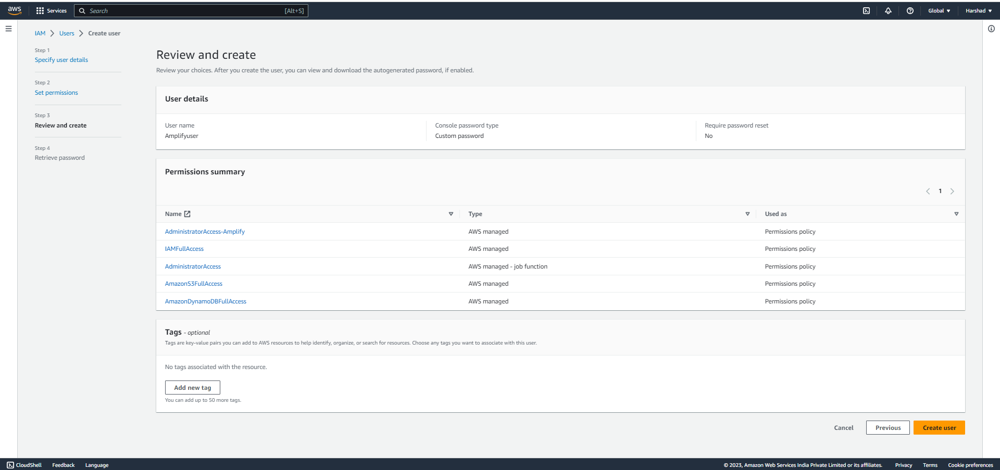 aws Services Search [Alt+S] Global Harshad
IAM Users Create user
Step 1
Specify user details
Step 2
Set permissions
Step 3
Review and create
Step 4
Retrieve password
Review and create
Review your choices. After you create the user, you can view and download the autogenerated password, if enabled.
User details
User name Console password type Require password reset
Amplifyuser Custom password No
Permissions summary
1
Name Type Used as
AdministratorAccess-Amplify AWS managed Permissions policy
IAMFullAccess AWS managed Permissions policy
AdministratorAccess AWS managed - job function Permissions policy
AmazonS3FullAccess AWS managed Permissions policy
AmazonDynamoDBFullAccess AWS managed Permissions policy
Tags - optional
Tags are key-value pairs you can add to AWS resources to help identify, organize, or search for resources. Choose any tags you want to associate with this user.
No tags associated with the resource.
Add new tag
You can add up to 50 more tags.
Cancel Previous Create user
CloudShell Feedback Language © 2023, Amazon Web Services India Private Limited or its affiliates. Privacy Terms Cookie preferences